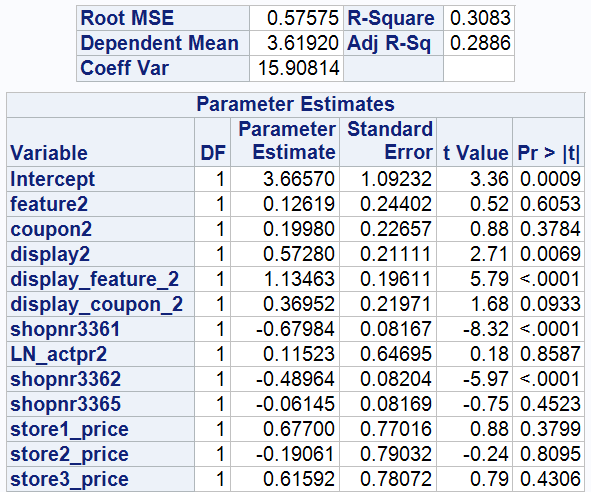 Root MSE 0.57575 R-Square 0.3083
Dependent Mean 3.61920 Adj R-Sq 0.2886
Coeff Var 15.90814
Parameter Estimates
Variable DF Parameter Estimate Standard Error t Value Pr > |t|
Intercept 1 3.66570 1.09232 3.36 0.0009
feature2 1 0.12619 0.24402 0.52 0.6053
coupon2 1 0.19980 0.22657 0.88 0.3784
display2 1 0.57280 0.21111 2.71 0.0069
display_feature_2 1 1.13463 0.19611 5.79 <.0001
display_coupon_2 1 0.36952 0.21971 1.68 0.0933
shopnr3361 1 -0.67984 0.08167 -8.32 <.0001
LN_actpr2 1 0.11523 0.64695 0.18 0.8587
shopnr3362 1 -0.48964 0.08204 -5.97 <.0001
shopnr3365 1 -0.06145 0.08169 -0.75 0.4523
store1_price 1 0.67700 0.77016 0.88 0.3799
store2_price 1 -0.19061 0.79032 -0.24 0.8095
store3_price 1 0.61592 0.78072 0.79 0.4306